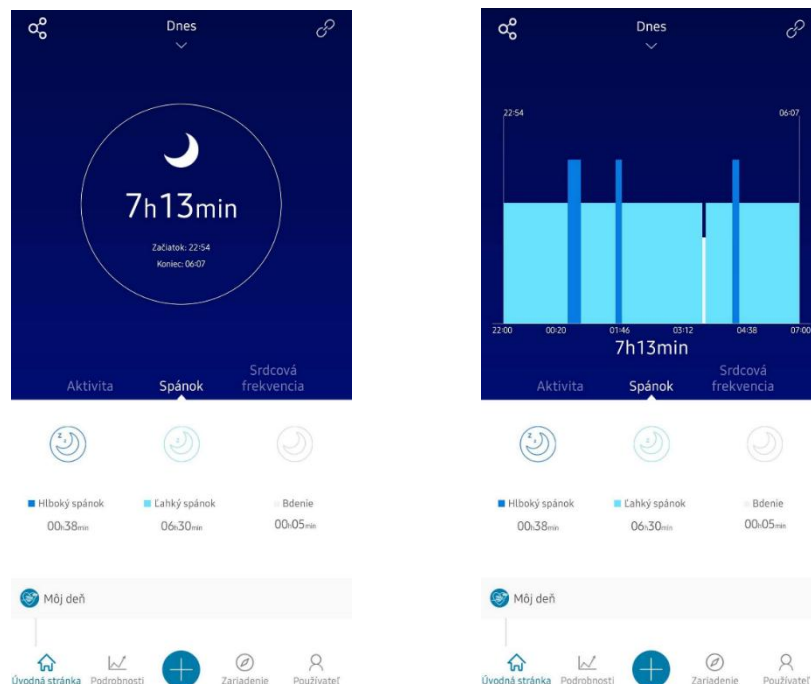 Dnes
7h13min
Začiatok: 22:54
Koniec: 06:07
Aktivita
Spánok
Srdcová
frekvencia
Hlboký spánok
00h38min
Ľahký spánok
06h30min
Bdenie
00h05min
Môj deň
Úvodná stránka
Podrobnosti
Zariadenie
Používateľ
Dnes
22:54
06:07
22:00 00:20 01:46 03:12 04:38 07:00
7h13min
Aktivita
Spánok
Srdcová
frekvencia
Hlboký spánok
00h38min
Ľahký spánok
06h30min
Bdenie
00h05min
Môj deň
Úvodná stránka
Podrobnosti
Zariadenie
Používateľ